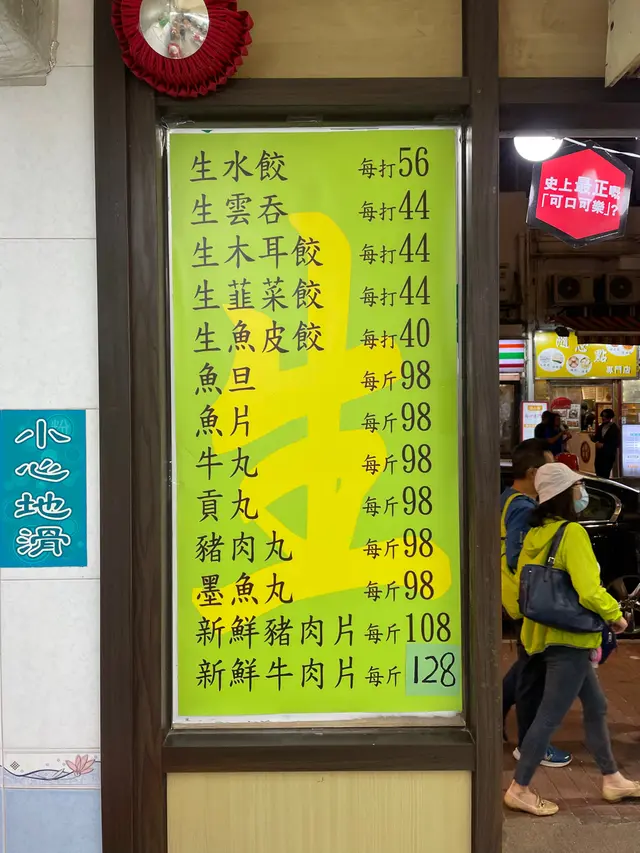 生水餃 每打56
生雲吞 每打44
生木耳餃 每打44
生韮菜餃 每打44
生魚皮餃 每打40
魚旦 每斤98
魚片 每斤98
牛丸 每斤98
貢丸 每斤98
豬肉丸 每斤98
墨魚丸 每斤98
新鮮豬肉片 每斤108
新鮮牛肉片 每斤128
生
小心地滑
史上最正嘅
「可口可樂」?
專門店